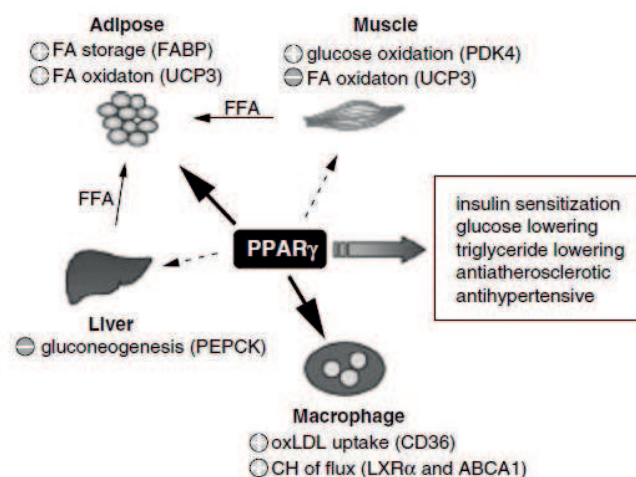 Adipose
FA storage (FABP)
FA oxidaton (UCP3)
Muscle
glucose oxidation (PDK4)
FA oxidaton (UCP3)
FFA
FFA
PPARγ
insulin sensitization
glucose lowering
triglyceride lowering
antiatherosclerotic
antihypertensive
Liver
gluconeogenesis (PEPCK)
Macrophage
oxLDL uptake (CD36)
CH of flux (LXRα and ABCA1)